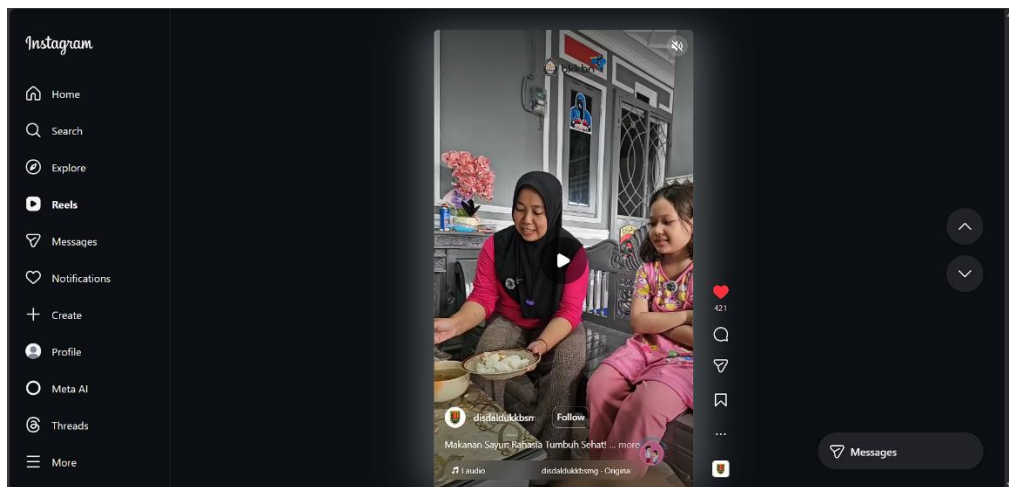 Instagram
Home
Search
Explore
Reels
Messages
Notifications
Create
Profile
Meta AI
Threads
More
bkkbn
421
disdaldukkbsm
Follow
Makanan Sayur: Rahasia Tumbuh Sehat! ... more
1 audio
disdaldukkbsmg · Origina
Messages